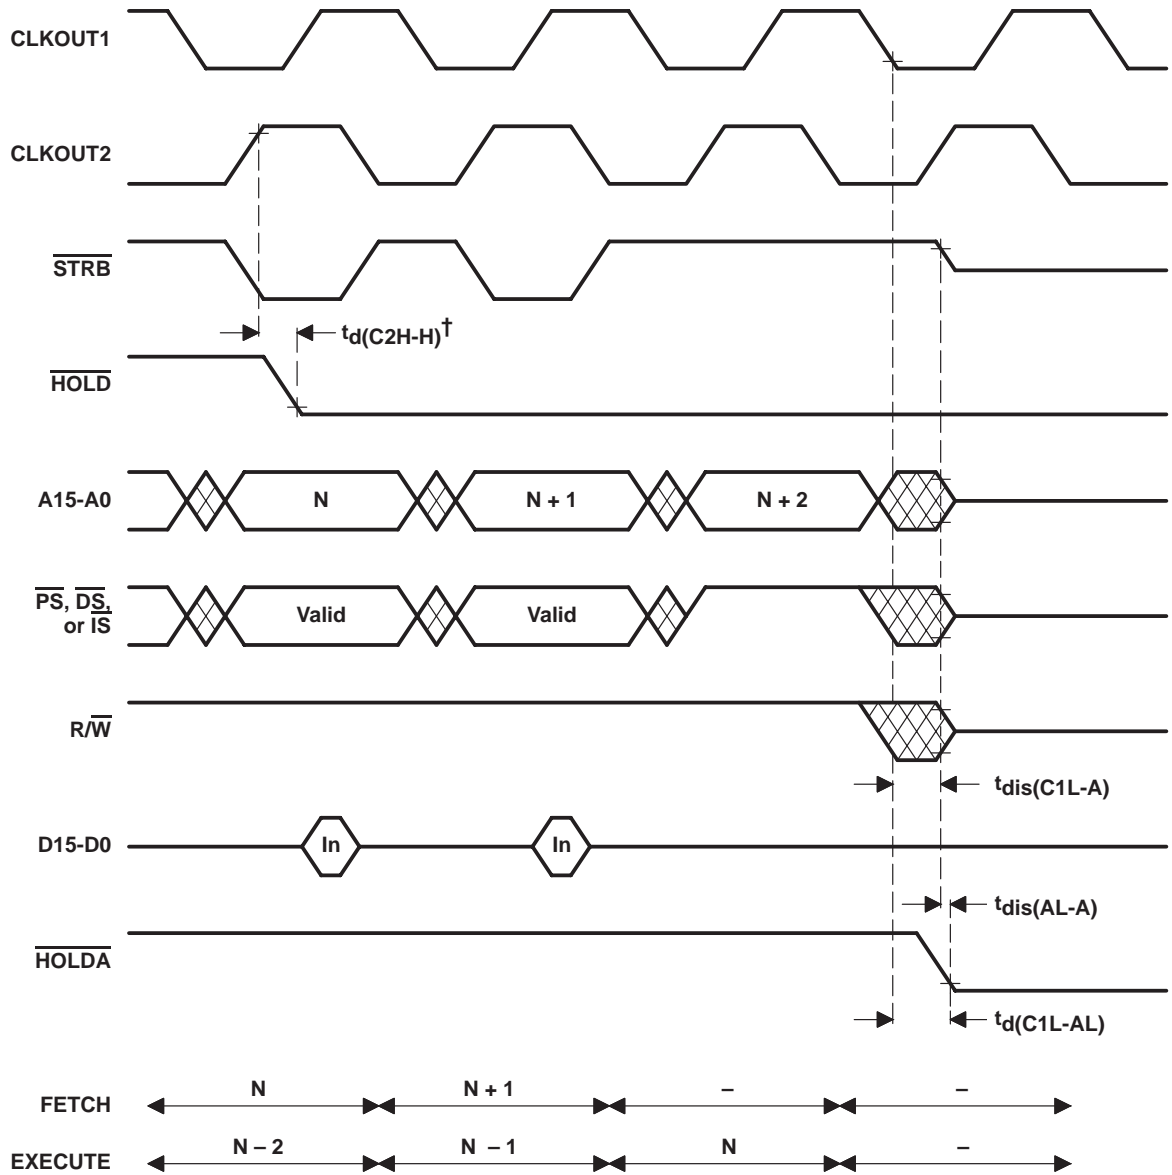 CLKOUT1
CLKOUT2
STRB
td(C2H-H)†
HOLD
A15-A0 N N + 1 N + 2
PS, DS,
or IS
Valid Valid
R/W
tdis(C1L-A)
D15-D0 In In
tdis(AL-A)
HOLDA
td(C1L-AL)
FETCH N N + 1 – –
EXECUTE N – 2 N – 1 N –